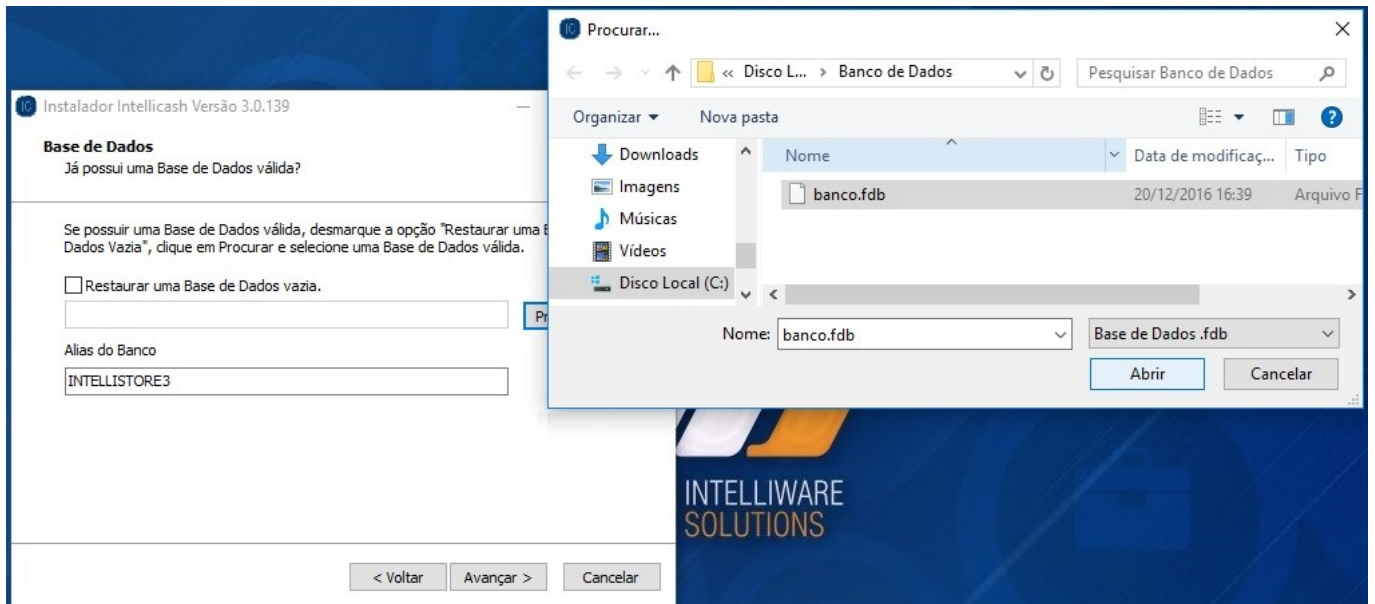 Instalador Intellicash Versão 3.0.139
Base de Dados
Já possui uma Base de Dados válida?
Se possuir uma Base de Dados válida, desmarque a opção "Restaurar uma
Dados Vazia", clique em Procurar e selecione uma Base de Dados válida.
Restaurar uma Base de Dados vazia.
Alias do Banco
INTELLISTORE3
< Voltar
Avançar >
Cancelar
Procurar...
« Disco L... > Banco de Dados
Pesquisar Banco de Dados
Organizar
Nova pasta
Downloads
Imagens
Músicas
Vídeos
Disco Local (C:)
Nome
Data de modificaç...
Tipo
banco.fdb
20/12/2016 16:39
Arquivo F
Nome:
banco.fdb
Base de Dados .fdb
Abrir
Cancelar
INTELLIWARE
SOLUTIONS